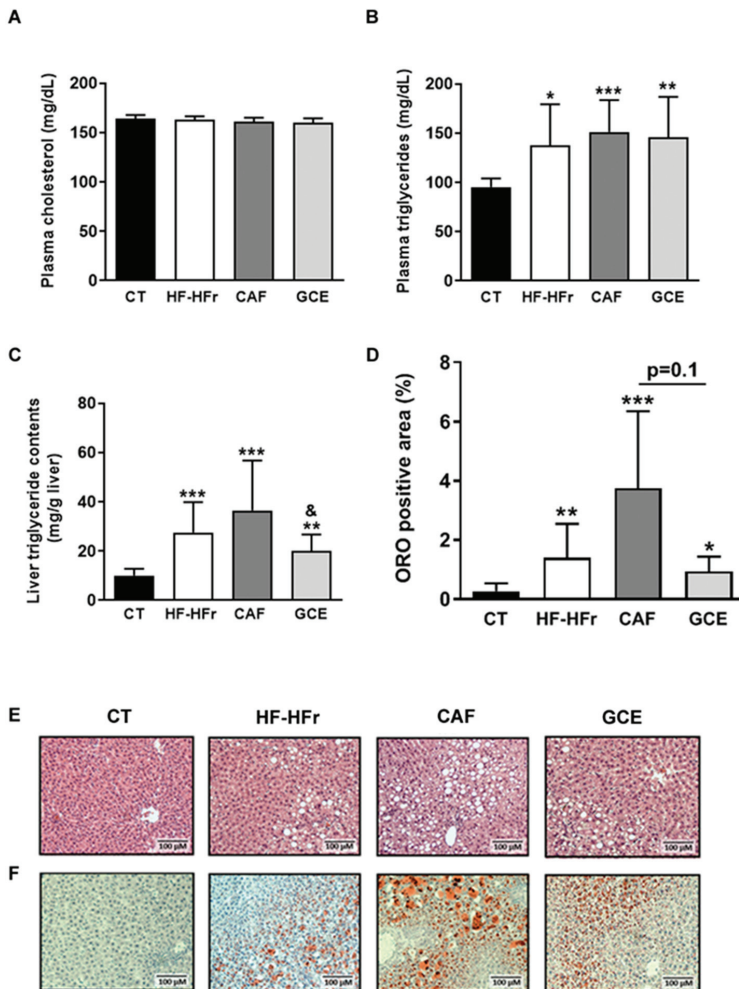 A
Plasma cholesterol (mg/dL)
200
150
100
50
0
CT HF-HFr CAF GCE
B
Plasma triglycerides (mg/dL)
200
150
100
50
0
* *** **
CT HF-HFr CAF GCE
C
Liver triglyceride contents
(mg/g liver)
80
60
40
20
0
*** *** & **
CT HF-HFr CAF GCE
D
ORO positive area (%)
8
6
4
2
0
p=0.1
** *** *
CT HF-HFr CAF GCE
E CT HF-HFr CAF GCE
100 µM 100 µM 100 µM 100 µM
F
100 µM 100 µM 100 µM 100 µM